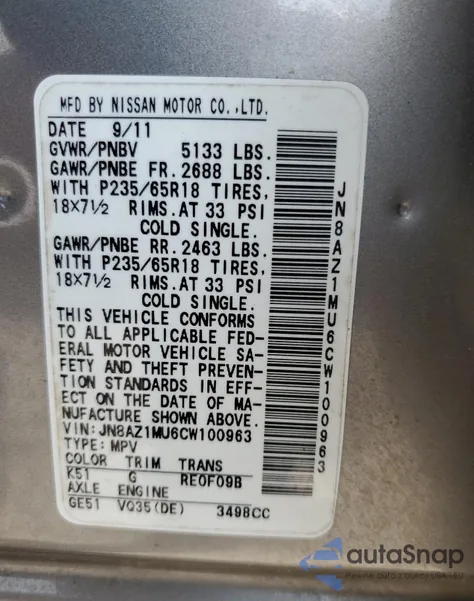 MFD BY NISSAN MOTOR CO.,LTD.
DATE 9/11
GVWR/PNBV 5133 LBS.
GAWR/PNBE FR. 2688 LBS.
WITH P235/65R18 TIRES,
18X7½ RIMS. AT 33 PSI
COLD SINGLE.
GAWR/PNBE RR. 2463 LBS.
WITH P235/65R18 TIRES,
18X7½ RIMS. AT 33 PSI
COLD SINGLE.
THIS VEHICLE CONFORMS
TO ALL APPLICABLE FED-
ERAL MOTOR VEHICLE SA-
FETY AND THEFT PREVEN-
TION STANDARDS IN EFF-
ECT ON THE DATE OF MA-
NUFACTURE SHOWN ABOVE.
VIN: JN8AZ1MU6CW100963
TYPE: MPV
COLOR TRIM TRANS
K51 G RE0F09B
AXLE ENGINE
GE51 VQ35(DE) 3498CC
JN8AZ1MU6CW100963
autaSnap